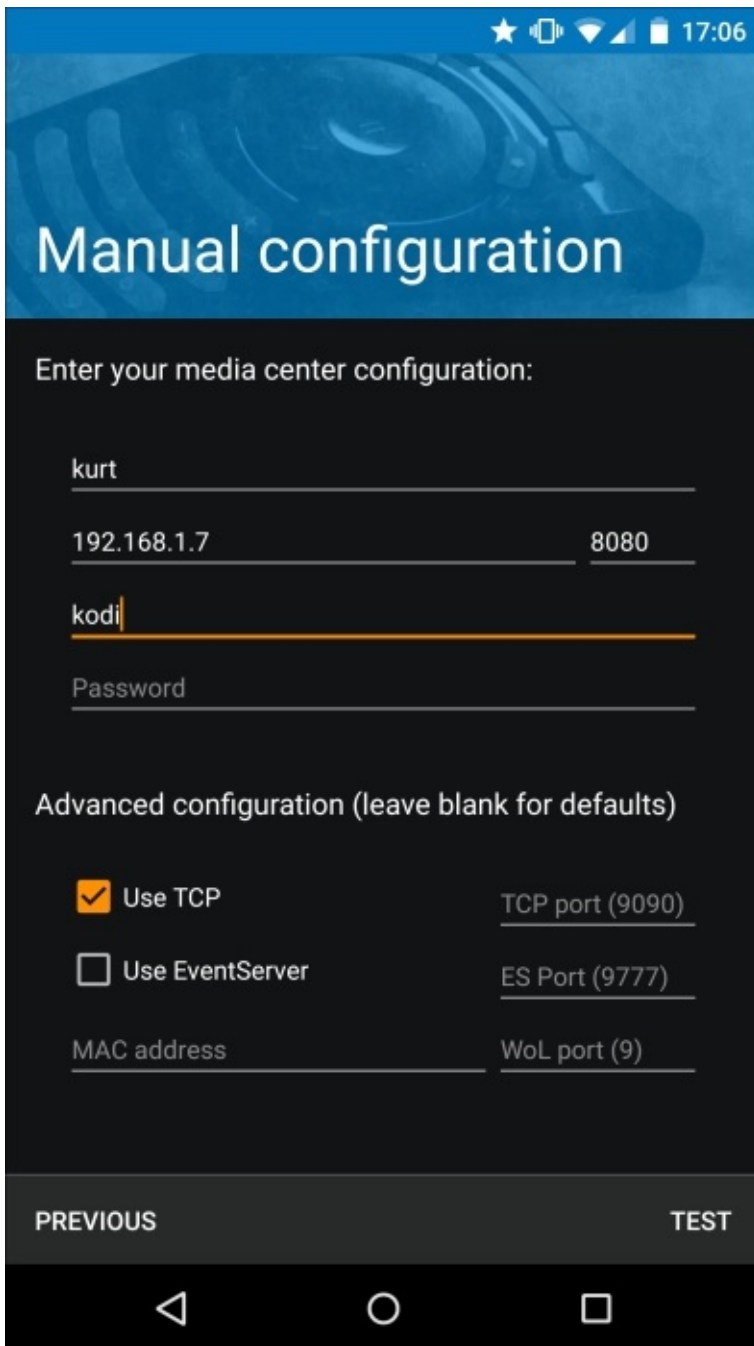 17:06
Manual configuration
Enter your media center configuration:
kurt
192.168.1.7 8080
kodi
Password
Advanced configuration (leave blank for defaults)
Use TCP TCP port (9090)
Use EventServer ES Port (9777)
MAC address WoL port (9)
PREVIOUS TEST